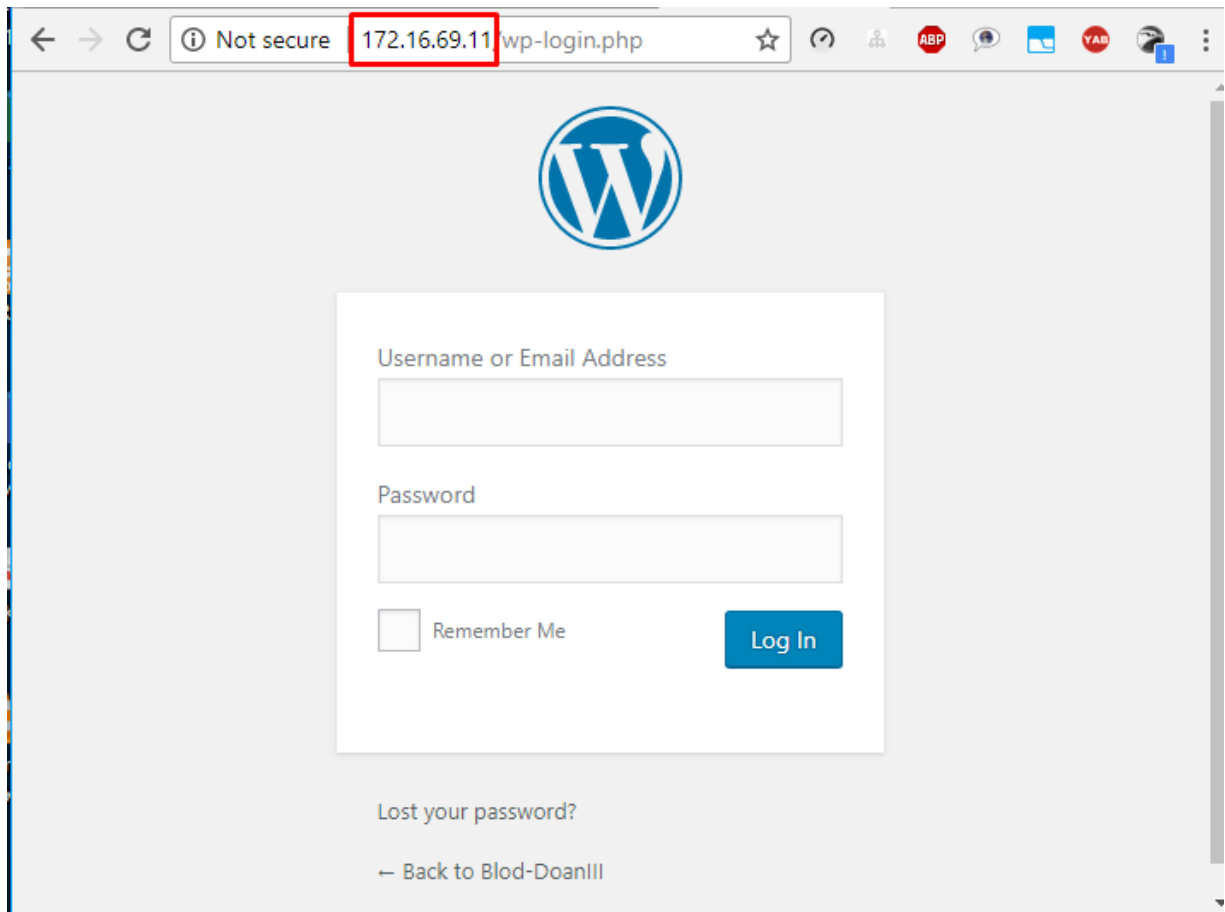 Not secure | 172.16.69.11/wp-login.php ABP YAB
W
Username or Email Address
Password
Remember Me
Log In
Lost your password?
← Back to Blod-DoanIII